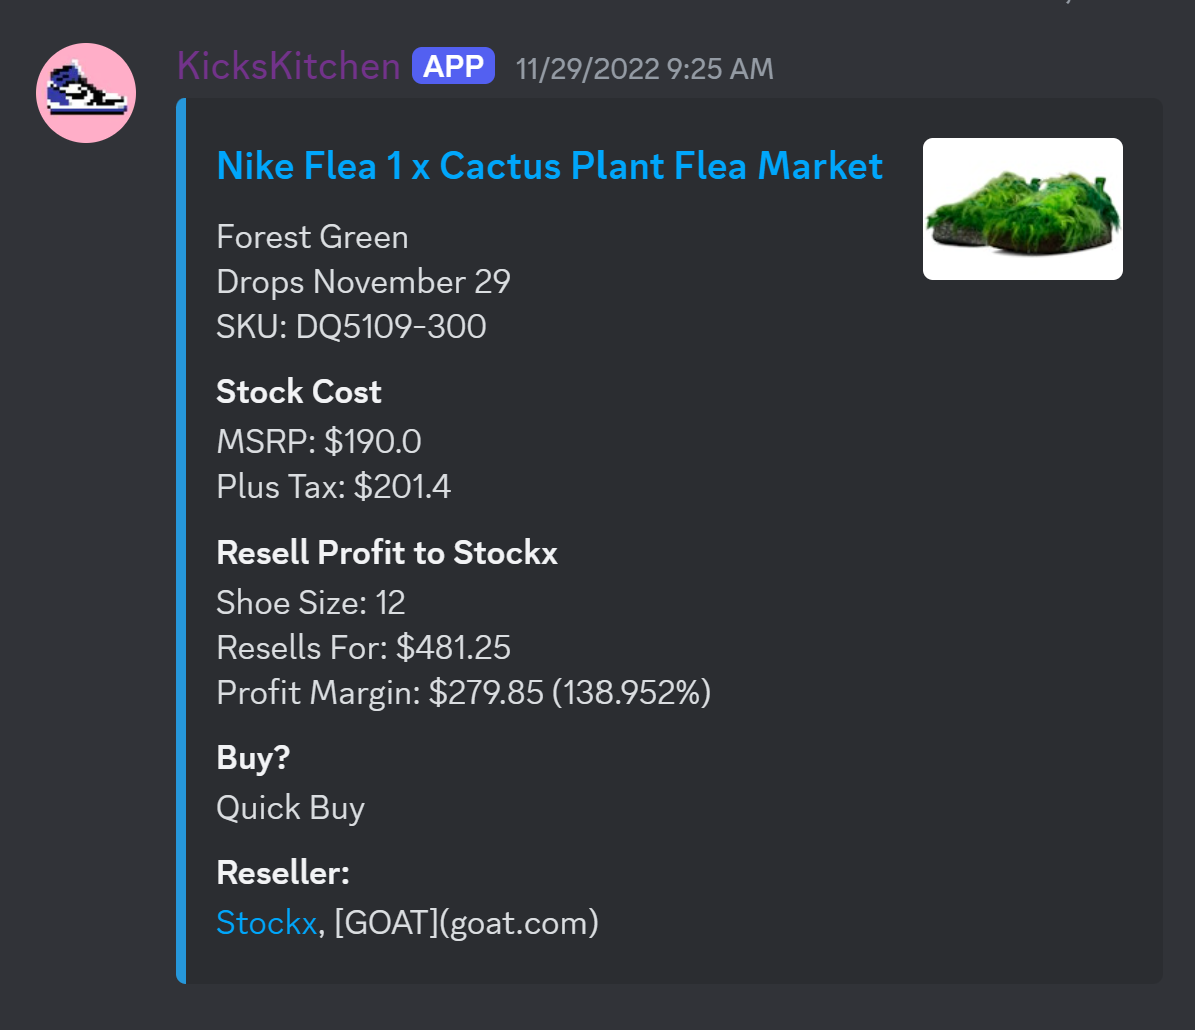 KicksKitchen APP 11/29/2022 9:25 AM
Nike Flea 1 x Cactus Plant Flea Market
Forest Green
Drops November 29
SKU: DQ5109-300
Stock Cost
MSRP: $190.0
Plus Tax: $201.4
Resell Profit to Stockx
Shoe Size: 12
Resells For: $481.25
Profit Margin: $279.85 (138.952%)
Buy?
Quick Buy
Reseller:
Stockx, [GOAT](goat.com)